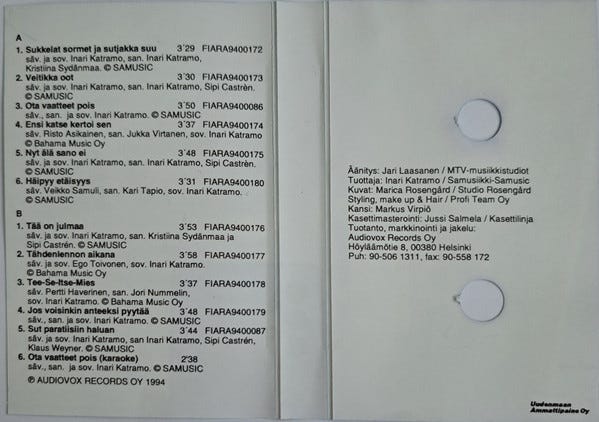 A
1. Sukkelat sormet ja sutjakka suu 3´29 FIARA9400172
säv. ja sov. Inari Katramo, san. Inari Katramo,
Kristiina Sydänmaa. © SAMUSIC
2. Veitikka oot 3´30 FIARA9400173
säv. ja sov. Inari Katramo, san. Inari Katramo, Sipi Castrén.
© SAMUSIC
3. Ota vaatteet pois 3´50 FIARA9400086
säv., san. ja sov. Inari Katramo. © SAMUSIC
4. Ensi katse kertoi sen 3´37 FIARA9400174
säv. Risto Asikainen, san. Jukka Virtanen, sov. Inari Katramo
© Bahama Music Oy
5. Nyt älä sano ei 3´48 FIARA9400175
säv. ja sov. Inari Katramo, san. Inari Katramo, Sipi Castrén.
© SAMUSIC
6. Häipyy etäisyys 3´31 FIARA9400180
säv. Veikko Samuli, san. Kari Tapio, sov. Inari Katramo.
© SAMUSIC
B
1. Tää on julmaa 3´53 FIARA9400176
säv. ja sov. Inari Katramo, san. Kristiina Sydänmaa ja
Sipi Castrén. © SAMUSIC
2. Tähdenlennon aikana 3´58 FIARA9400177
säv. ja san. Ego Toivonen, sov. Inari Katramo.
© Bahama Music Oy
3. Tee-Se-Itse-Mies 3´37 FIARA9400178
säv. Pertti Haverinen, san. Jori Nummelin,
sov. Inari Katramo. © Bahama Music Oy
4. Jos voisinkin anteeksi pyytää 3´48 FIARA9400179
säv., san. ja sov. Inari Katramo. © SAMUSIC
5. Sut paratiisiin haluan 3´44 FIARA9400087
säv. ja sov. Inari Katramo, san. Inari Katramo, Sipi Castrén,
Klaus Weyner. © SAMUSIC
6. Ota vaatteet pois (karaoke) 2'38
säv., san. ja sov. Inari Katramo. © SAMUSIC
℗ AUDIOVOX RECORDS OY 1994
Äänitys: Jari Laasanen / MTV-musiikkistudiot
Tuottaja: Inari Katramo / Samusiikki-Samusic
Kuvat: Marica Rosengård / Studio Rosengård
Styling, make up & Hair / Profi Team Oy
Kansi: Markus Virpiö
Kasettimasterointi: Jussi Salmela / Kasettilinja
Tuotanto, markkinointi ja jakelu:
Audiovox Records Oy
Höyläämötie 8, 00380 Helsinki
Puh: 90-506 1311, fax: 90-558 172
Uudenmaan
Ammattipaino Oy